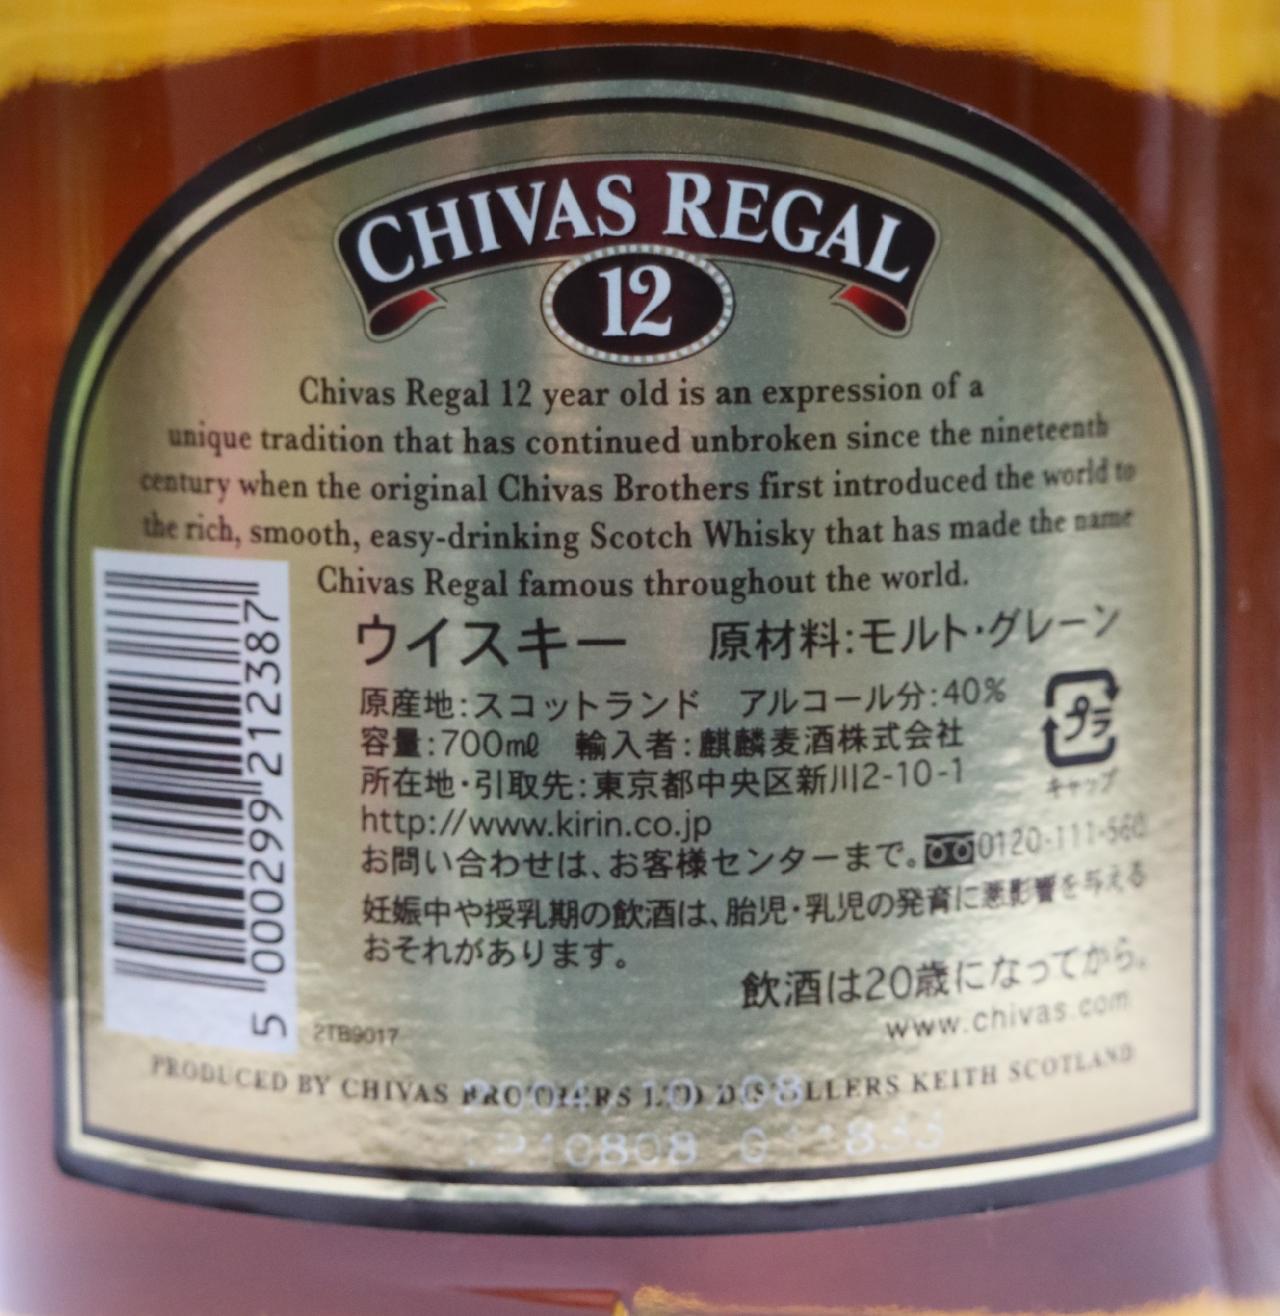 CHIVAS REGAL
12
Chivas Regal 12 year old is an expression of a
unique tradition that has continued unbroken since the nineteenth
century when the original Chivas Brothers first introduced the world to
the rich, smooth, easy-drinking Scotch Whisky that has made the name
Chivas Regal famous throughout the world.
ウイスキー 原材料:モルト・グレーン
原産地:スコットランド アルコール分:40%
容量:700mℓ 輸入者:麒麟麦酒株式会社
所在地・引取先:東京都中央区新川2-10-1
http://www.kirin.co.jp
お問い合わせは、お客様センターまで。0120-111-560
妊娠中や授乳期の飲酒は、胎児・乳児の発育に悪影響を与える
おそれがあります。
飲酒は20歳になってから。
www.chivas.com
プラ
キャップ
5 000299 212387
2TB9017
PRODUCED BY CHIVAS BROTHERS LTD DISTILLERS KEITH SCOTLAND